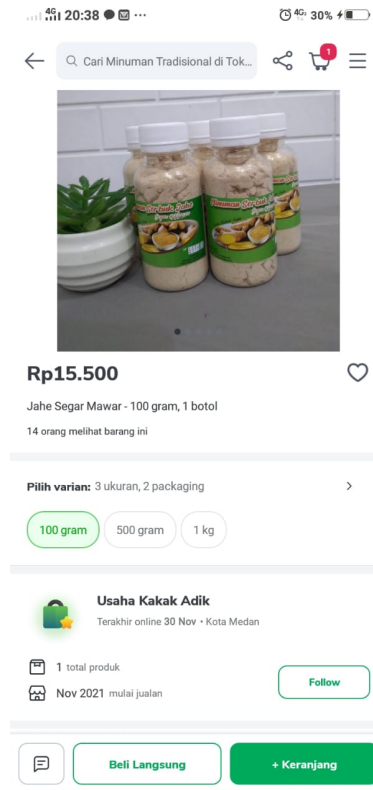 4G 20:38 4G 30%
Cari Minuman Tradisional di Tok...
1
Minuman Serbuk Jahe
Rp15.500
Jahe Segar Mawar - 100 gram, 1 botol
14 orang melihat barang ini
Pilih varian: 3 ukuran, 2 packaging
100 gram 500 gram 1 kg
Usaha Kakak Adik
Terakhir online 30 Nov • Kota Medan
1 total produk
Follow
Nov 2021 mulai jualan
Beli Langsung + Keranjang